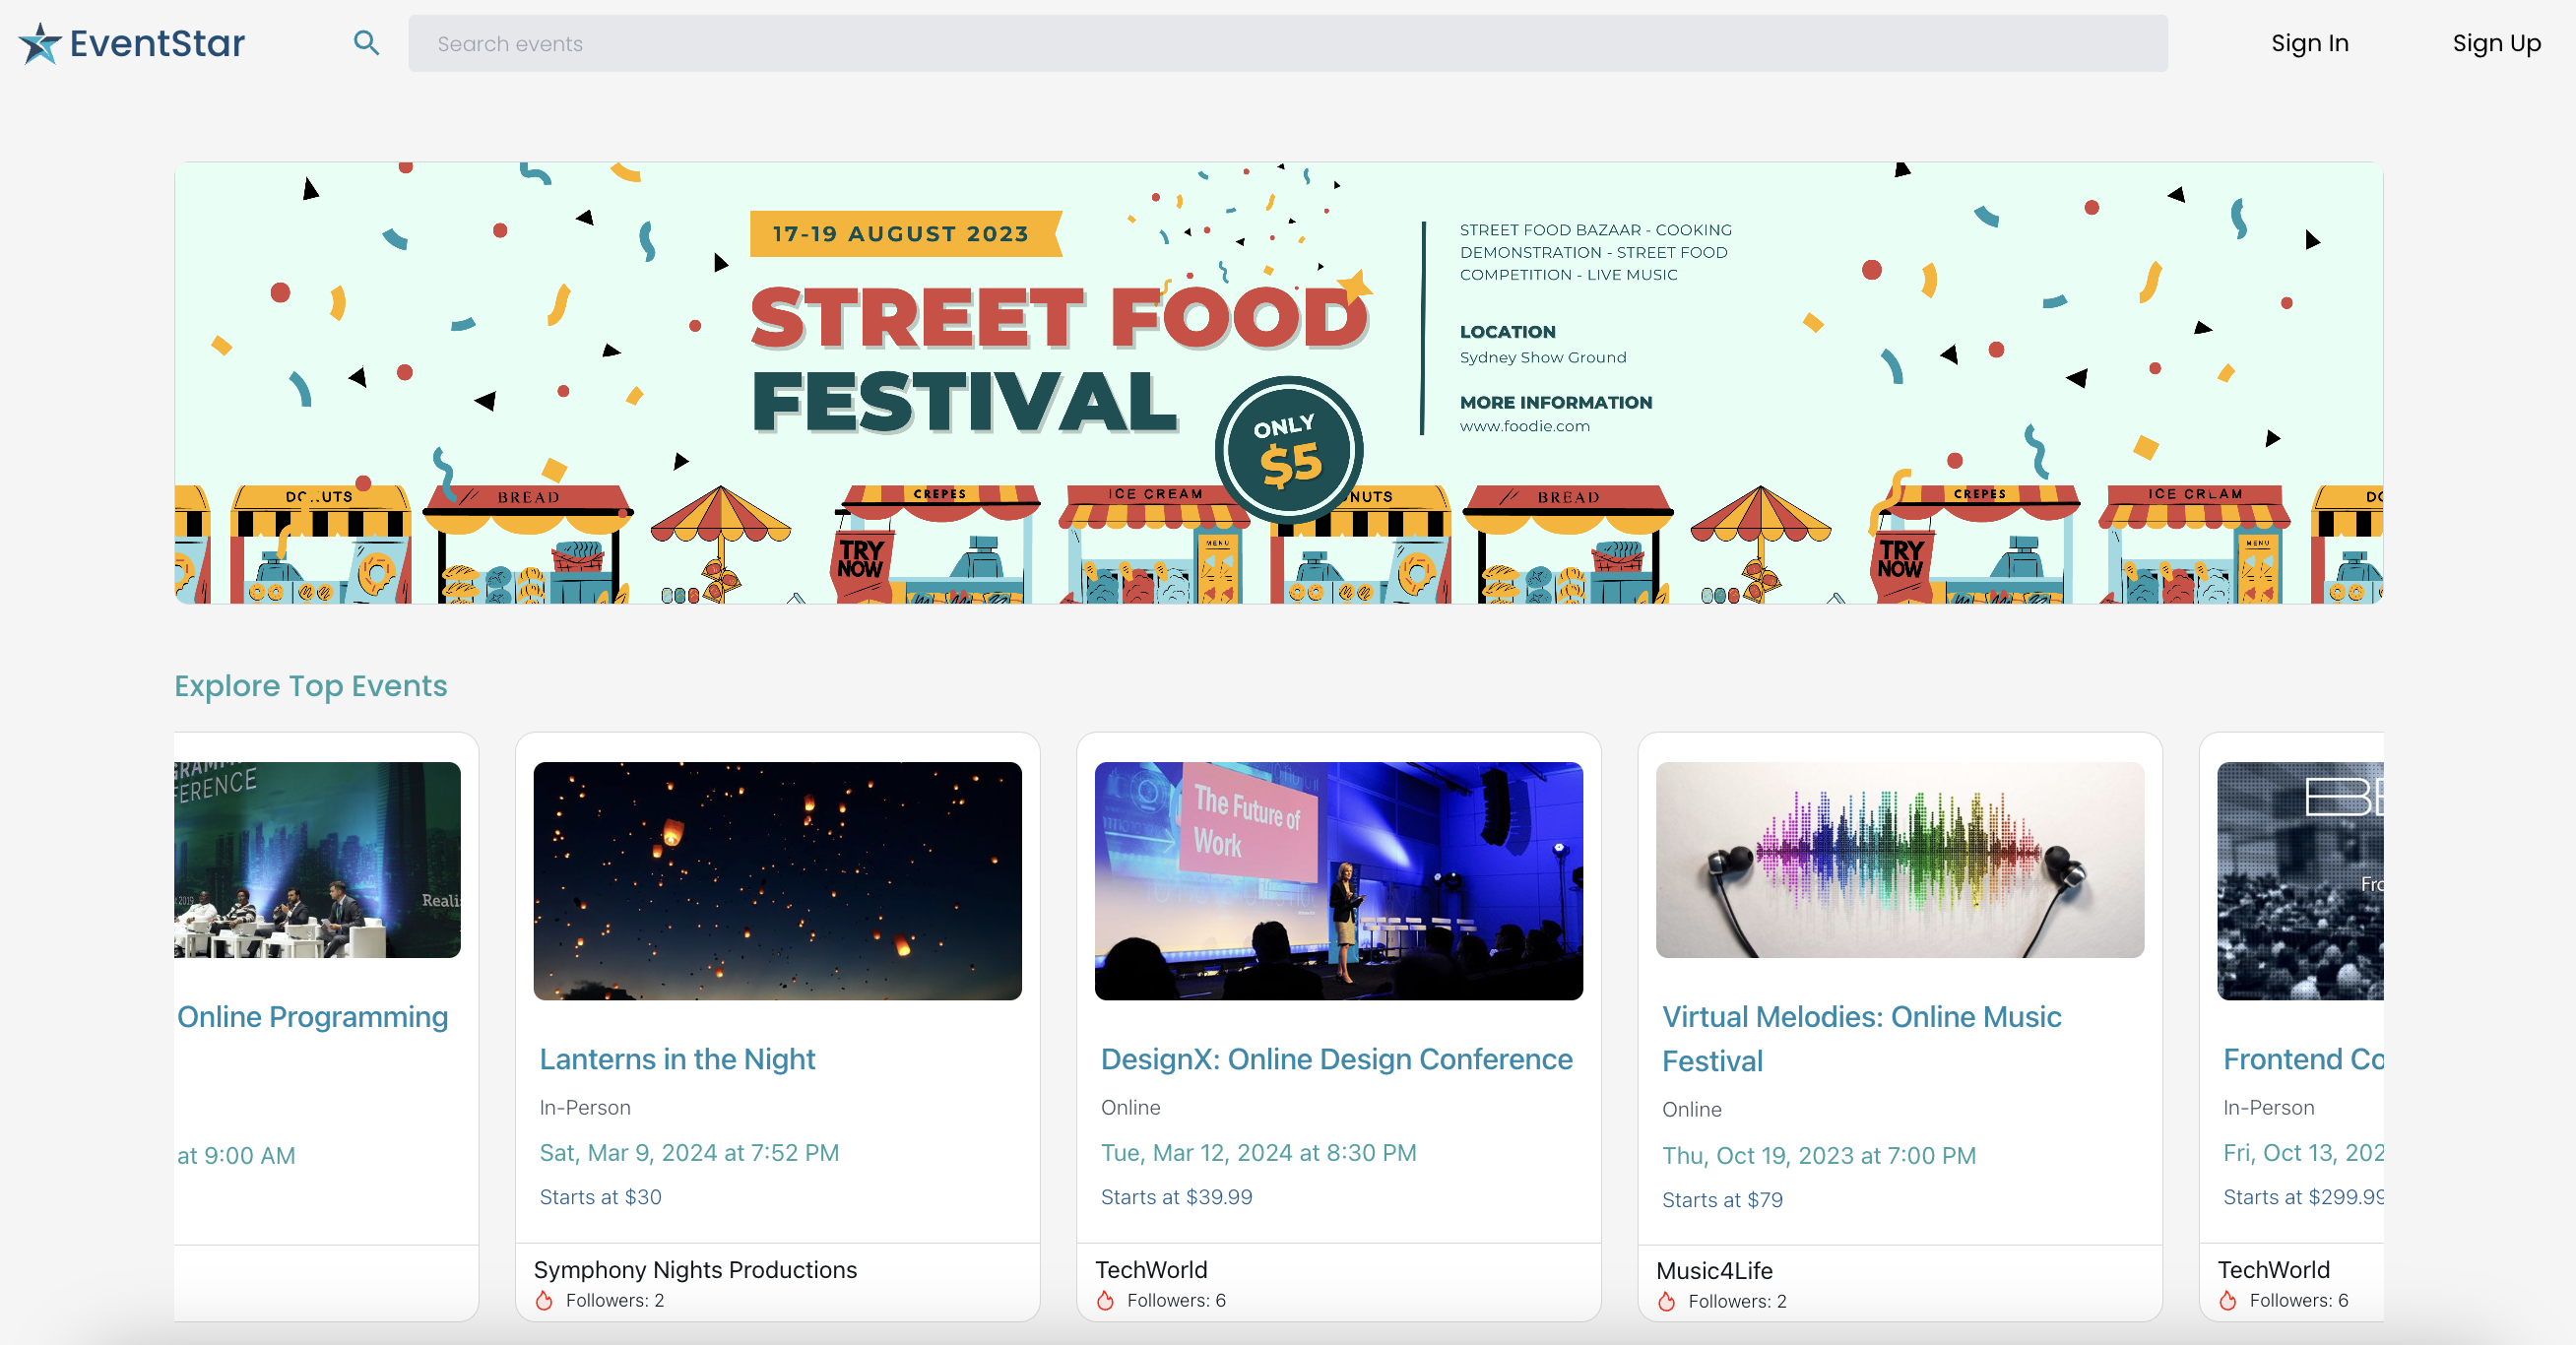 EventStar
Search events
Sign In
Sign Up
17-19 AUGUST 2023
STREET FOOD
FESTIVAL
ONLY
$5
STREET FOOD BAZAAR - COOKING
DEMONSTRATION - STREET FOOD
COMPETITION - LIVE MUSIC
LOCATION
Sydney Show Ground
MORE INFORMATION
www.foodie.com
BREAD
CREPES
TRY
NOW
ICE CREAM
MENU
BREAD
CREPES
TRY
NOW
MENU
Explore Top Events
Online Programming
at 9:00 AM
The Future of
Work
Lanterns in the Night
In-Person
Sat, Mar 9, 2024 at 7:52 PM
Starts at $30
Symphony Nights Productions
Followers: 2
DesignX: Online Design Conference
Online
Tue, Mar 12, 2024 at 8:30 PM
Starts at $39.99
TechWorld
Followers: 6
Virtual Melodies: Online Music
Festival
Online
Thu, Oct 19, 2023 at 7:00 PM
Starts at $79
Music4Life
Followers: 2
Frontend Co
In-Person
Fri, Oct 13, 202
Starts at $299.99
TechWorld
Followers: 6